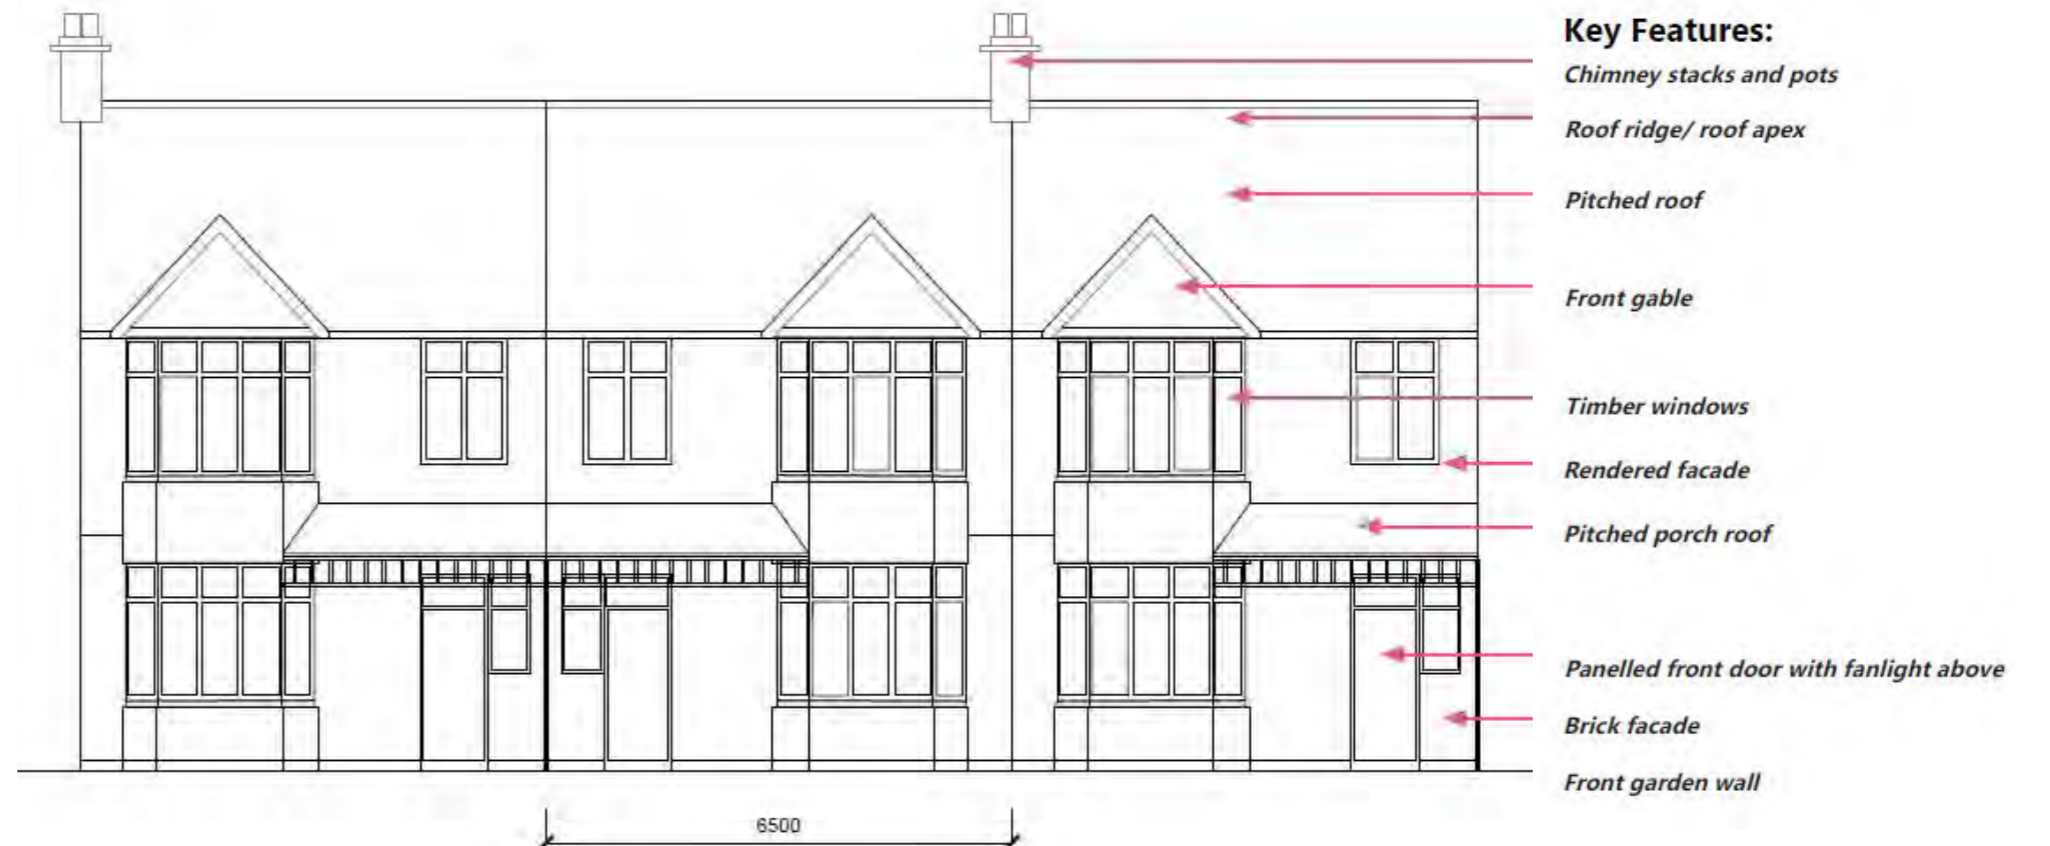 Key Features:
Chimney stacks and pots
Roof ridge/ roof apex
Pitched roof
Front gable
Timber windows
Rendered facade
Pitched porch roof
Panelled front door with fanlight above
Brick facade
Front garden wall
6500